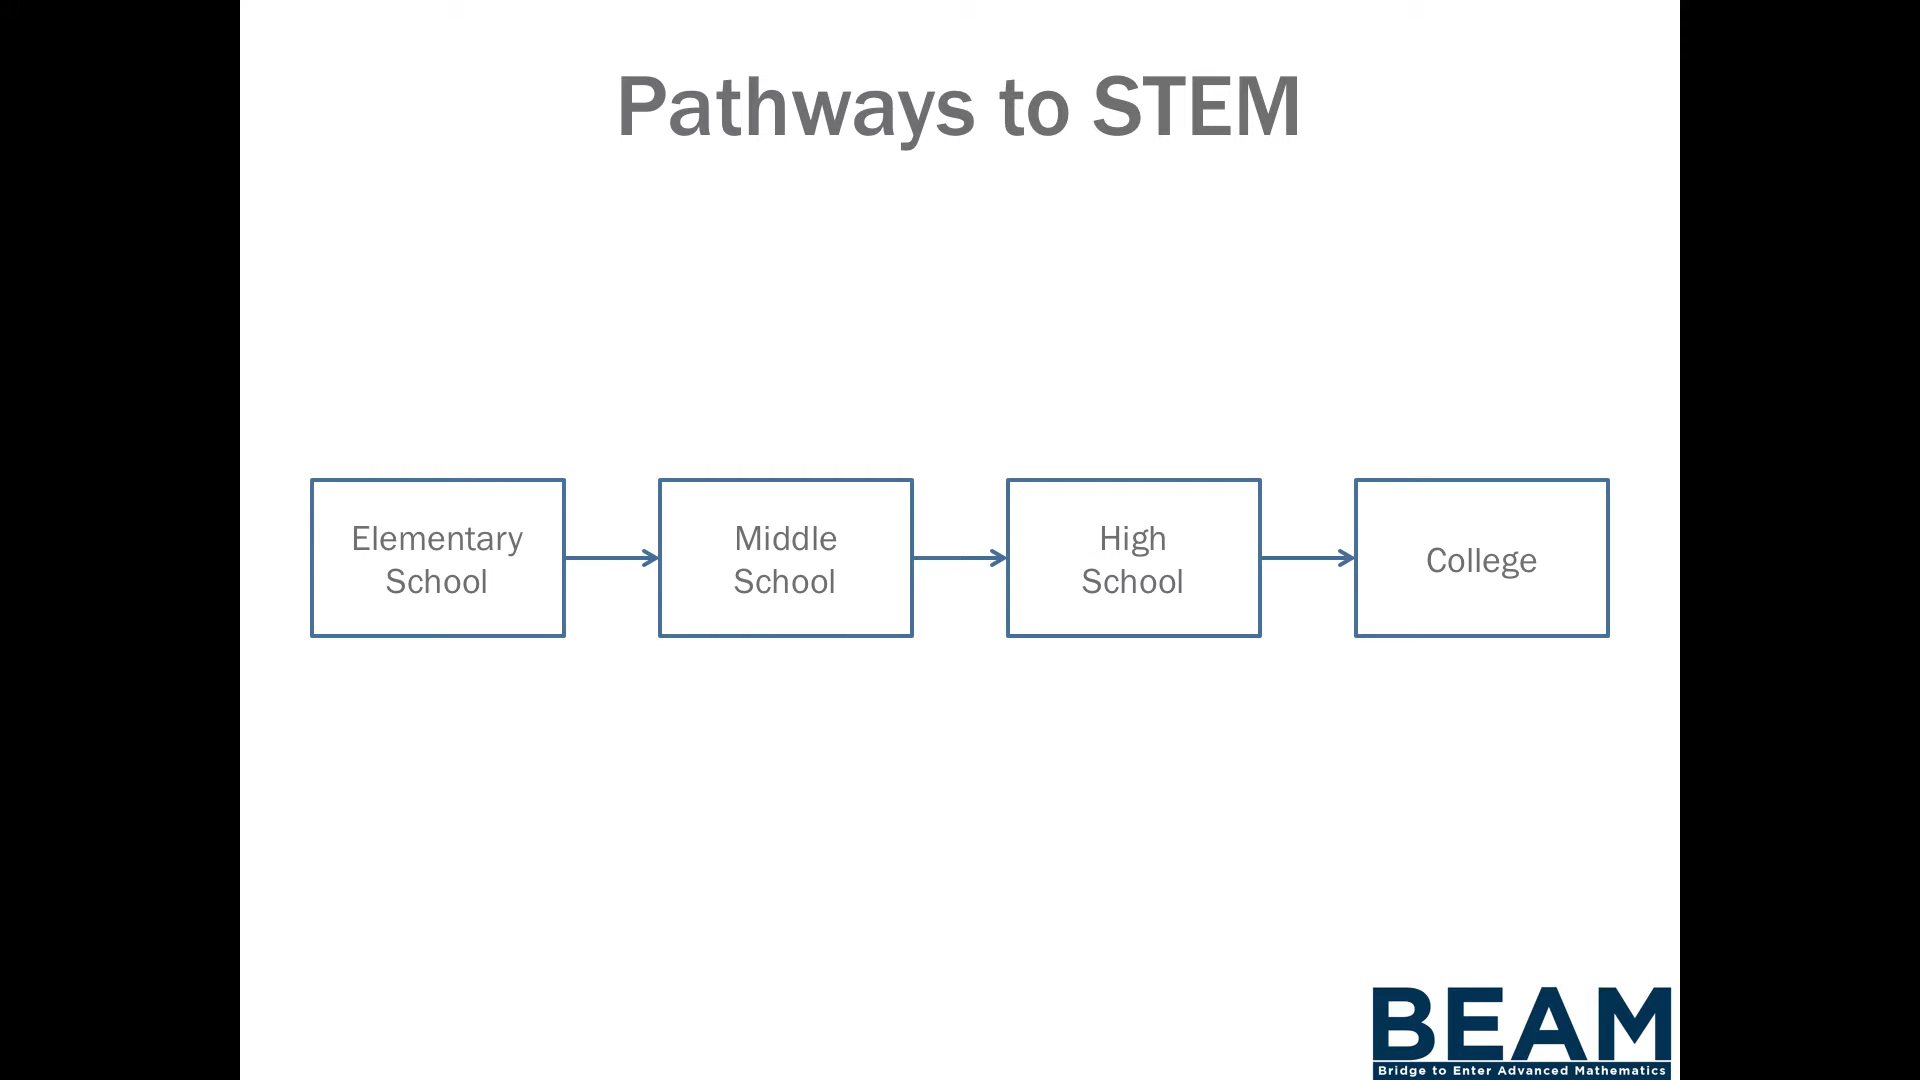 Pathways to STEM
Elementary
School
Middle
School
High
School
College
BEAM
Bridge to Enter Advanced Mathematics